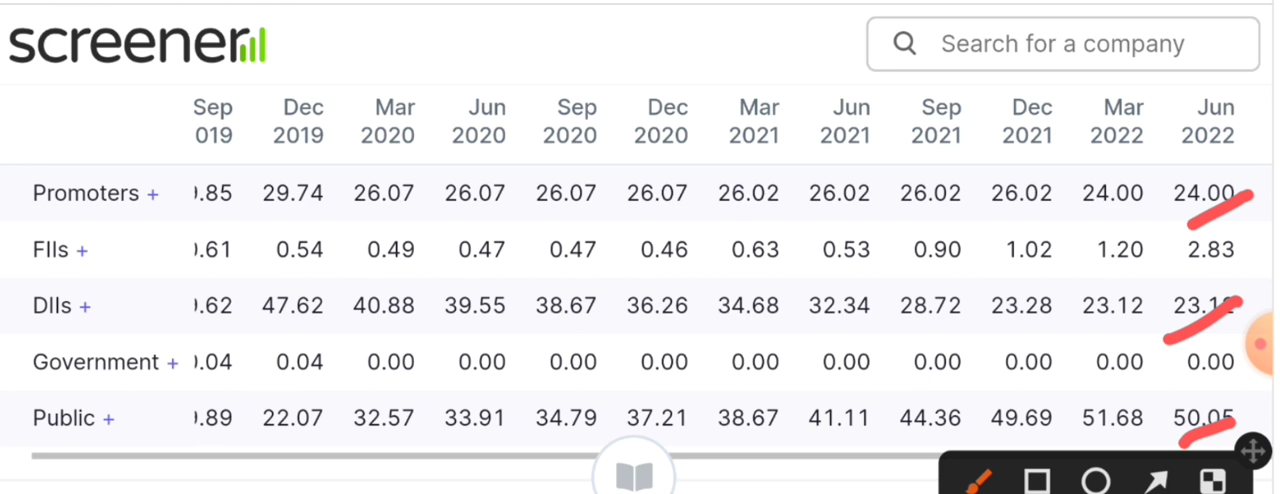 screener
Search for a company
Sep Dec Mar Jun Sep Dec Mar Jun Sep Dec Mar Jun
019 2019 2020 2020 2020 2020 2021 2021 2021 2021 2022 2022
Promoters + .85 29.74 26.07 26.07 26.07 26.07 26.02 26.02 26.02 26.02 24.00 24.00
FIIs + .61 0.54 0.49 0.47 0.47 0.46 0.63 0.53 0.90 1.02 1.20 2.83
DIIs + .62 47.62 40.88 39.55 38.67 36.26 34.68 32.34 28.72 23.28 23.12
Government + .04 0.04 0.00 0.00 0.00 0.00 0.00 0.00 0.00 0.00 0.00 0.00
Public + .89 22.07 32.57 33.91 34.79 37.21 38.67 41.11 44.36 49.69 51.68 50.05